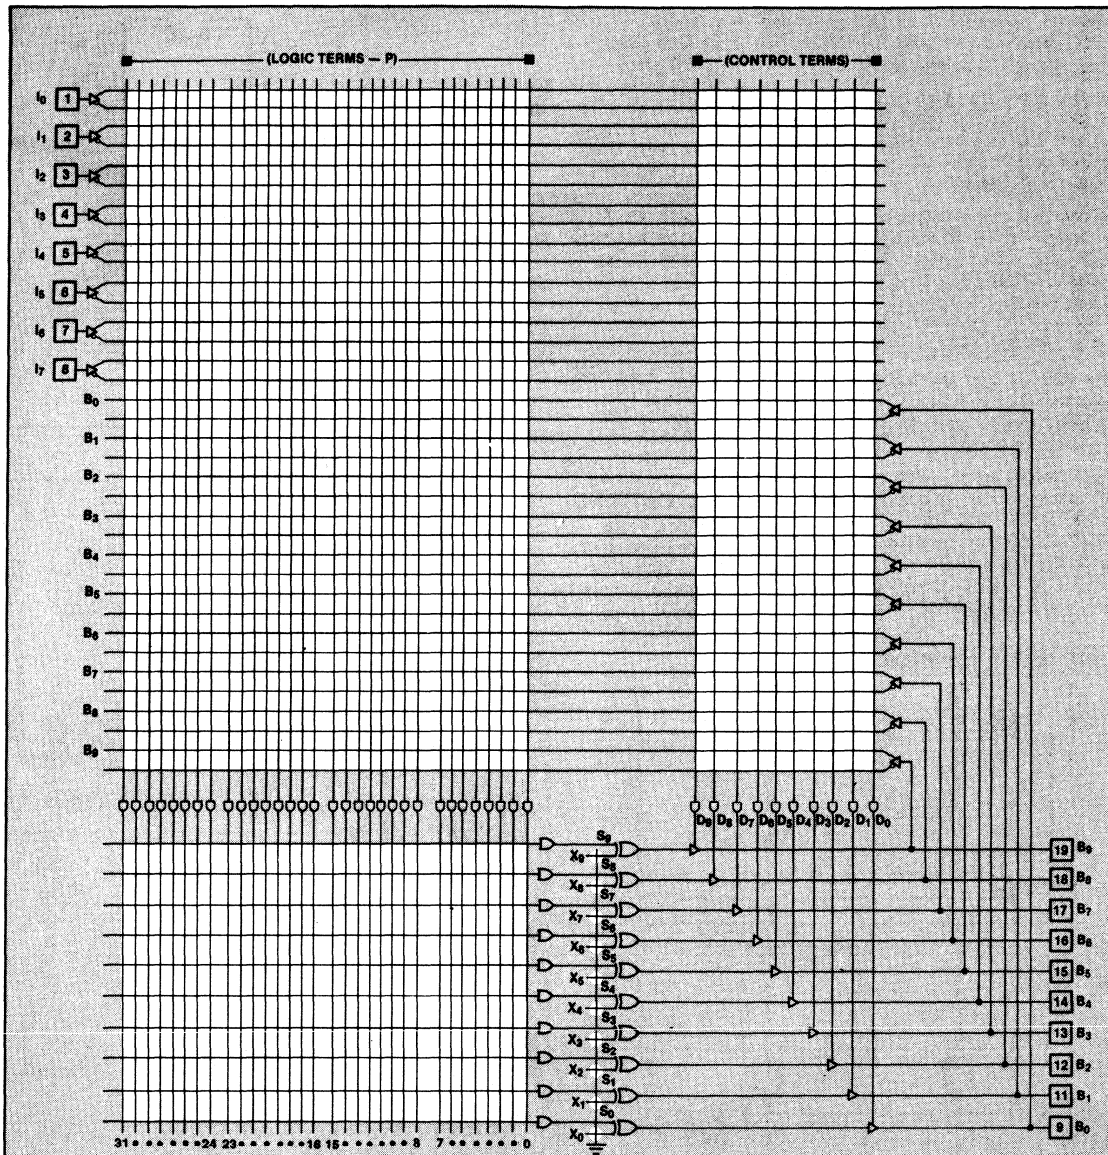 (LOGIC TERMS — P)
(CONTROL TERMS)
I0 1
I1 2
I2 3
I3 4
I4 5
I5 6
I6 7
I7 8
B0
B1
B2
B3
B4
B5
B6
B7
B8
B9
D9 D8 D7 D6 D5 D4 D3 D2 D1 D0
S9
X9
19 B9
S8
X8
18 B8
S7
X7
17 B7
S6
X6
16 B6
S5
X5
15 B5
S4
X4
14 B4
S3
X3
13 B3
S2
X2
12 B2
S1
X1
11 B1
S0
X0
9 B0
31 24 23 16 15 8 7 0